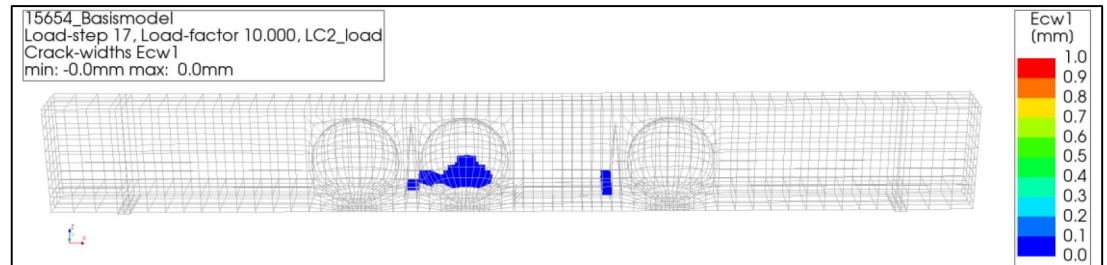 15654_Basismodel
Load-step 17, Load-factor 10.000, LC2_load
Crack-widths Ecw1
min: -0.0mm max: 0.0mm
Ecw1
(mm)
1.0
0.9
0.8
0.7
0.6
0.5
0.4
0.3
0.2
0.1
0.0